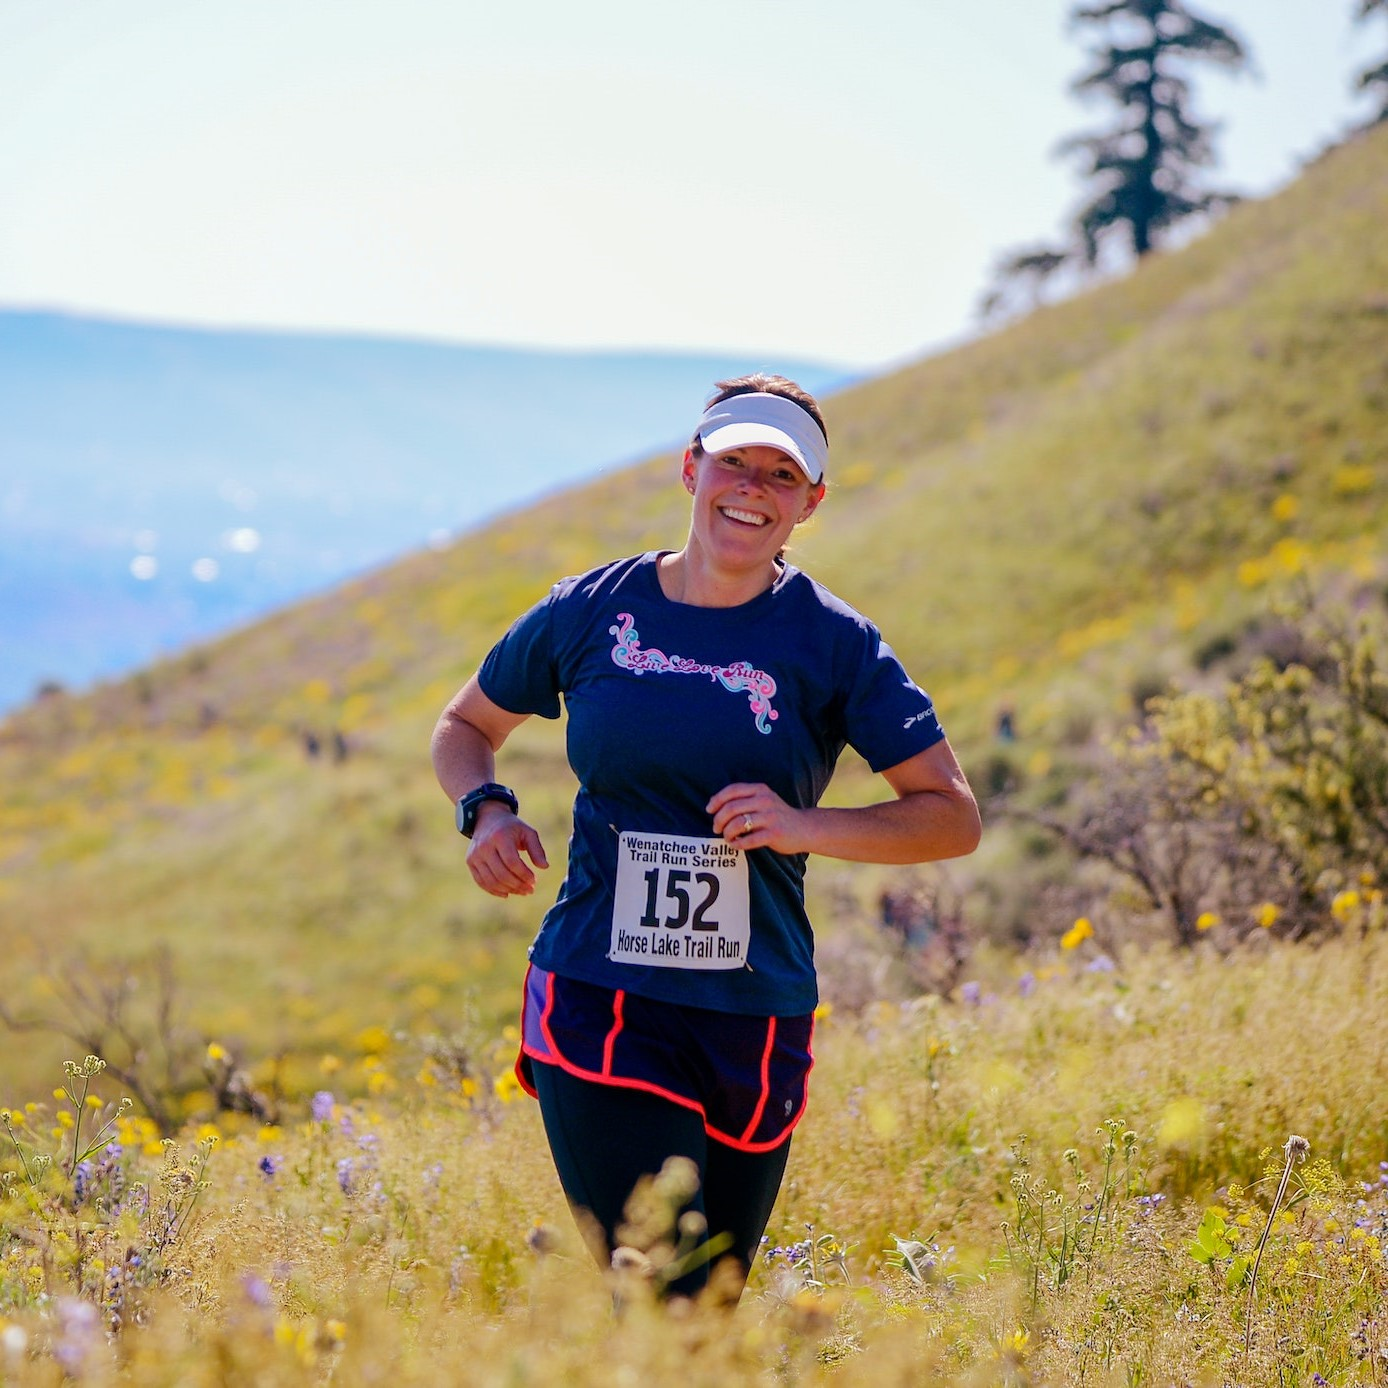 Live Love Run
Wenatchee Valley
Trail Run Series
152
Horse Lake Trail Run